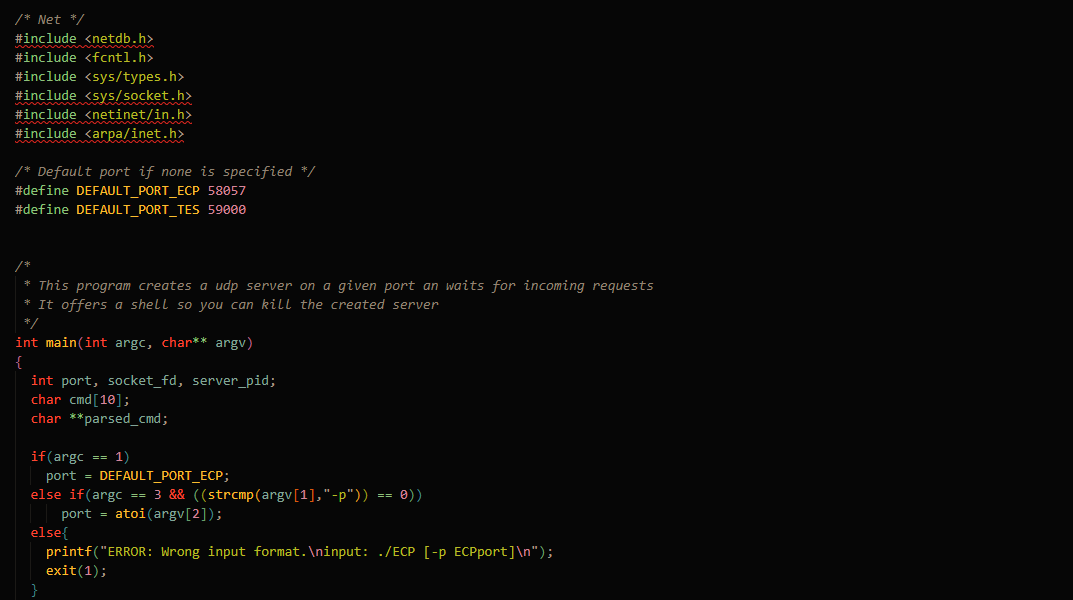 /* Net */
#include <netdb.h>
#include <fcntl.h>
#include <sys/types.h>
#include <sys/socket.h>
#include <netinet/in.h>
#include <arpa/inet.h>
/* Default port if none is specified */
#define DEFAULT_PORT_ECP 58057
#define DEFAULT_PORT_TES 59000
/*
 * This program creates a udp server on a given port an waits for incoming requests
 * It offers a shell so you can kill the created server
 */
int main(int argc, char** argv)
{
  int port, socket_fd, server_pid;
  char cmd[10];
  char **parsed_cmd;
  if(argc == 1)
    port = DEFAULT_PORT_ECP;
  else if(argc == 3 && ((strcmp(argv[1],"-p")) == 0))
      port = atoi(argv[2]);
  else{
    printf("ERROR: Wrong input format.\ninput: ./ECP [-p ECPport]\n");
    exit(1);
  }